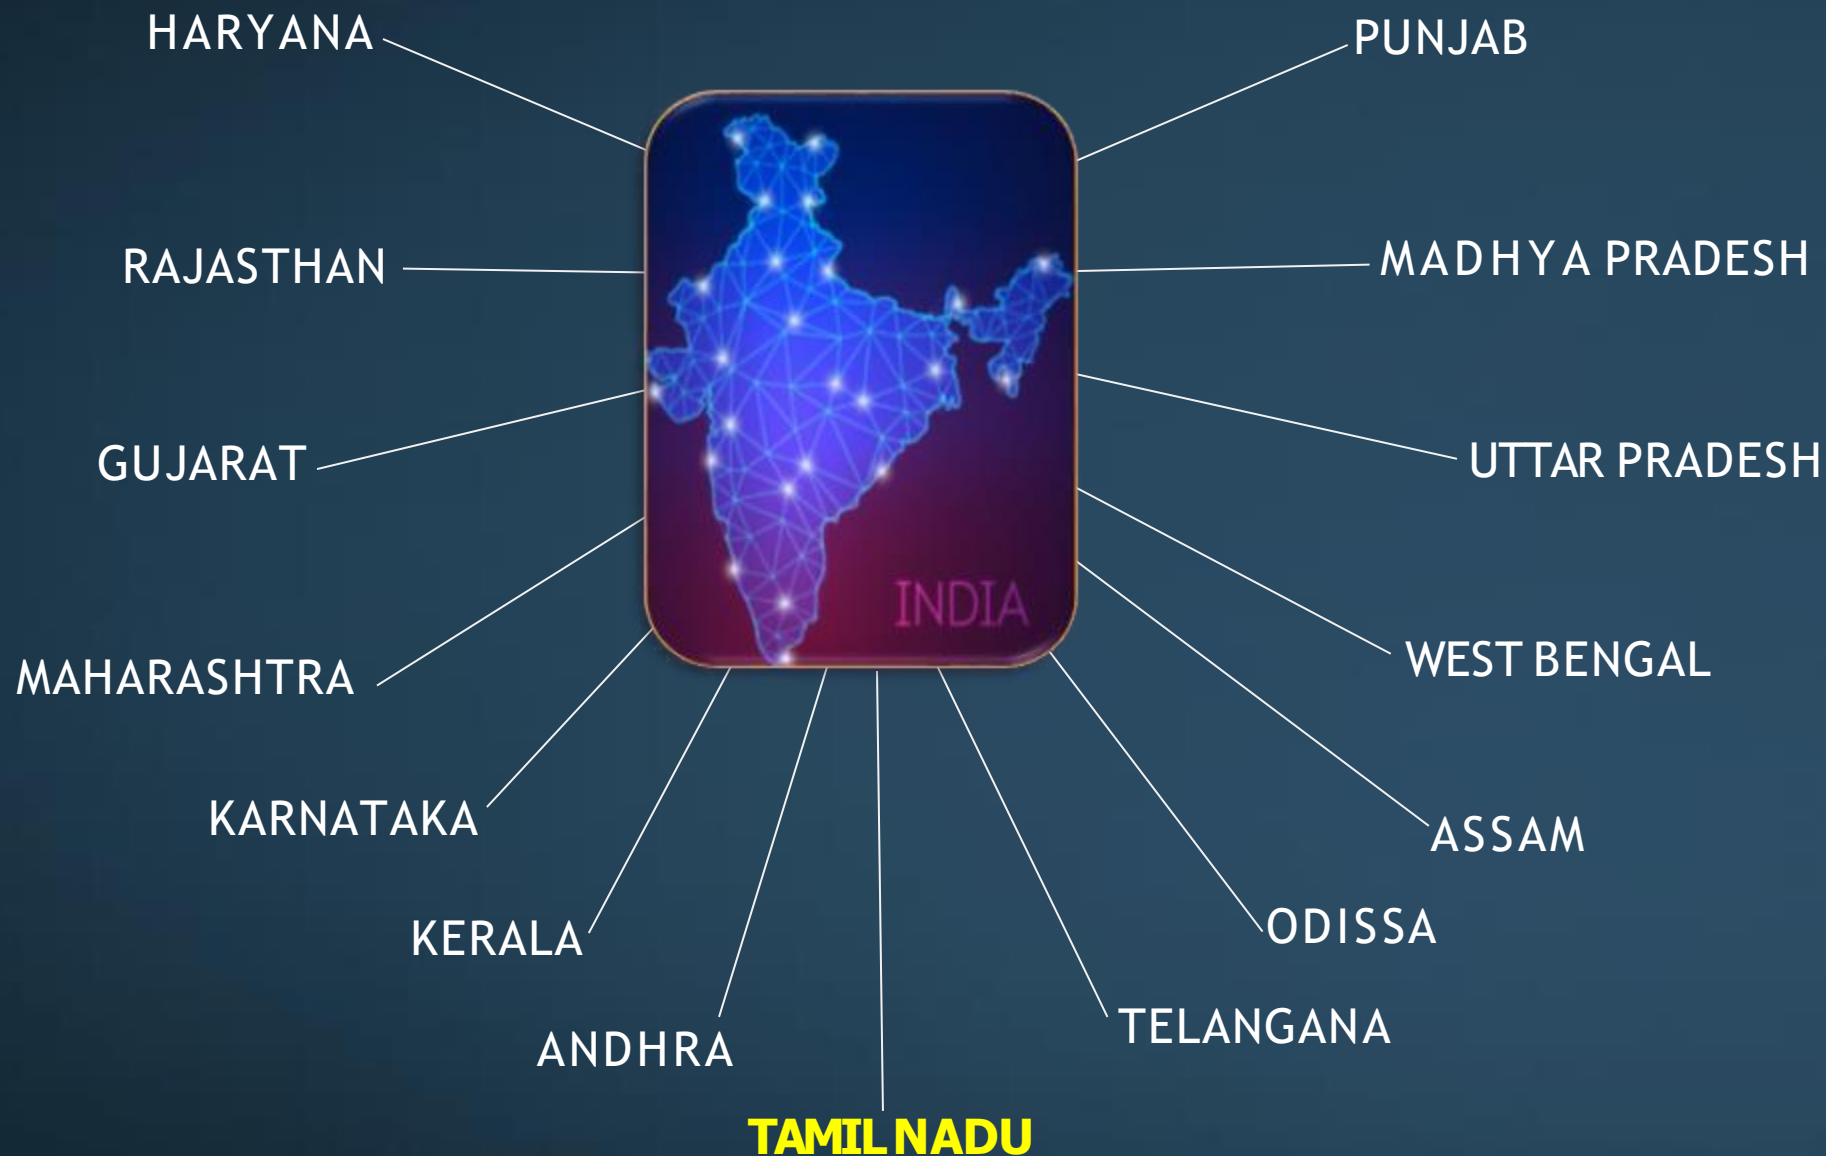 HARYANA
PUNJAB
RAJASTHAN
MADHYA PRADESH
GUJARAT
UTTAR PRADESH
INDIA
MAHARASHTRA
WEST BENGAL
KARNATAKA
ASSAM
KERALA
ODISSA
ANDHRA
TELANGANA
TAMIL NADU